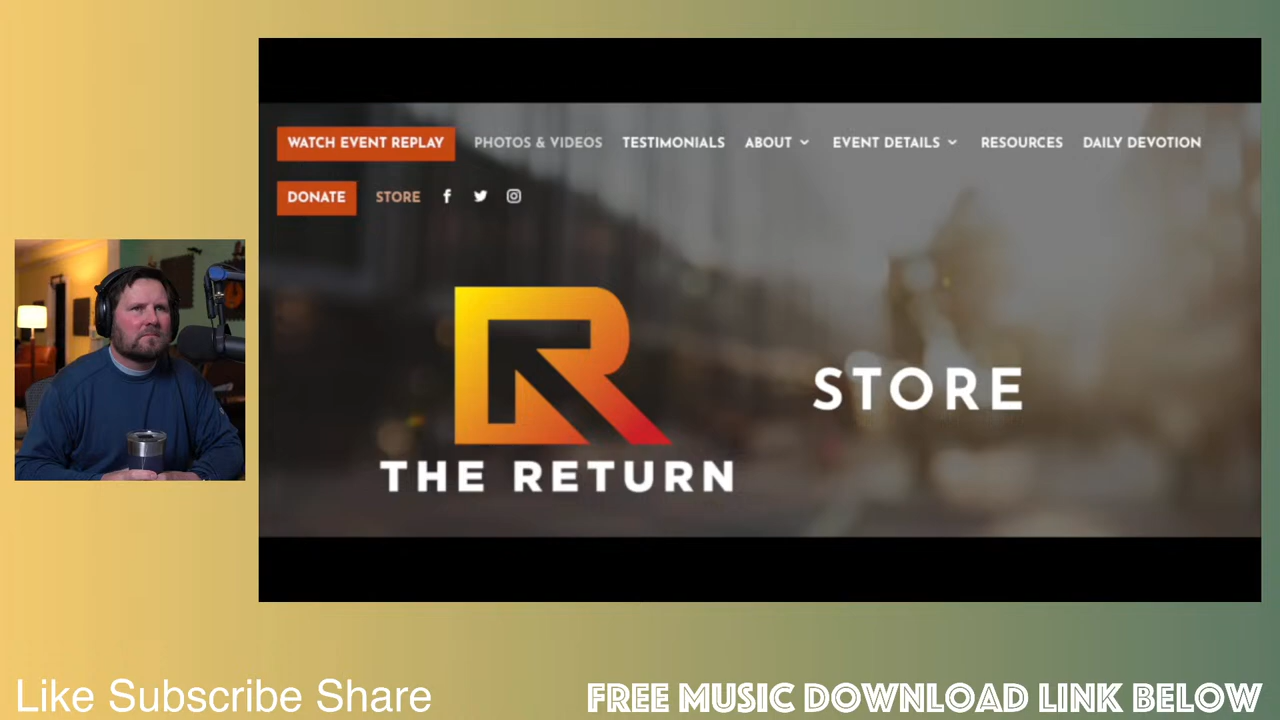 WATCH EVENT REPLAY PHOTOS & VIDEOS TESTIMONIALS ABOUT EVENT DETAILS RESOURCES DAILY DEVOTION
DONATE STORE
THE RETURN
STORE
Like Subscribe Share
FREE MUSIC DOWNLOAD LINK BELOW